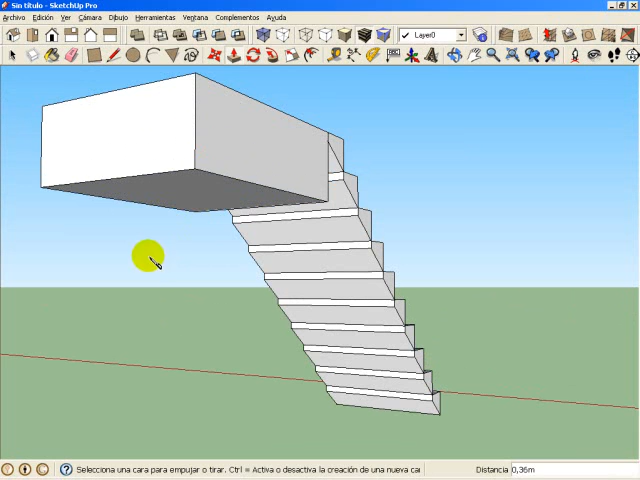 Sin título - SketchUp Pro
Archivo Edición Ver Cámara Dibujo Herramientas Ventana Complementos Ayuda
Layer0
Selecciona una cara para empujar o tirar. Ctrl = Activa o desactiva la creación de una nueva car Distancia 0,36m